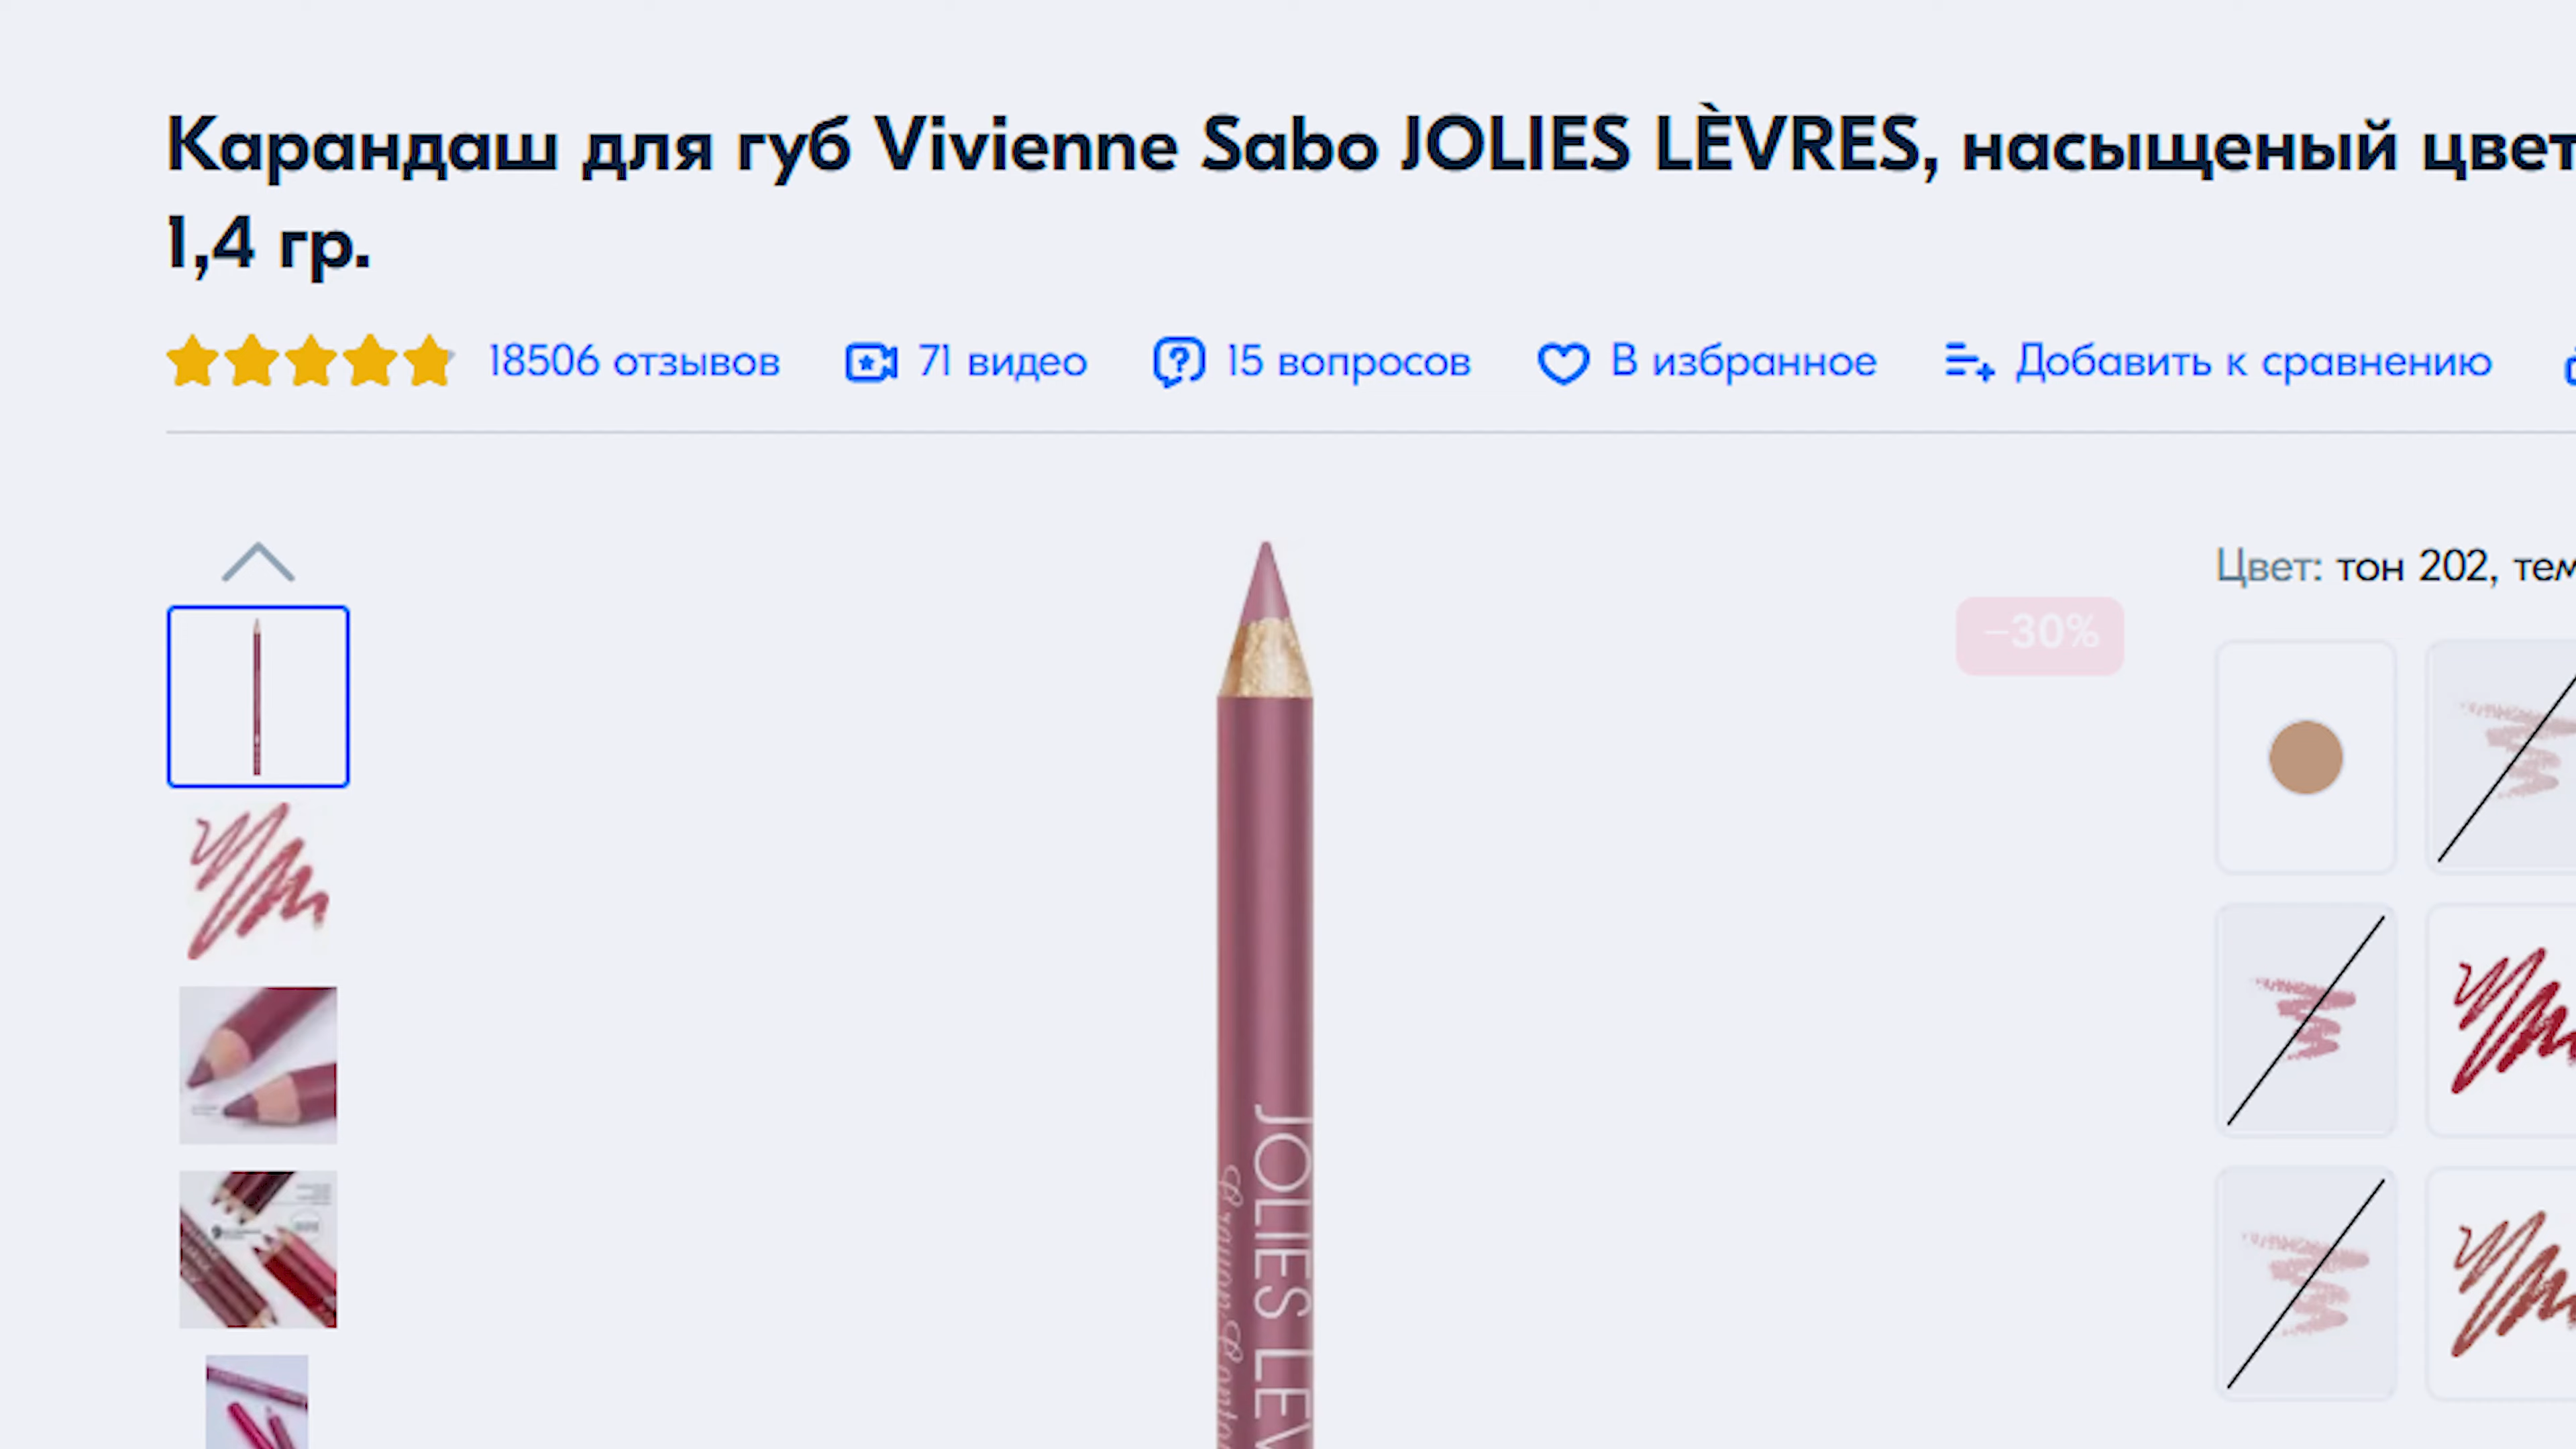 Карандаш для губ Vivienne Sabo JOLIES LÈVRES, насыщеный цвет
1,4 гр.
18506 отзывов 71 видео 15 вопросов В избранное Добавить к сравнению
Цвет: тон 202,
–30%
JOLIES